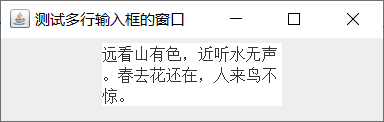 测试多行输入框的窗口
远看山有色，近听水无声
。春去花还在，人来鸟不
惊。